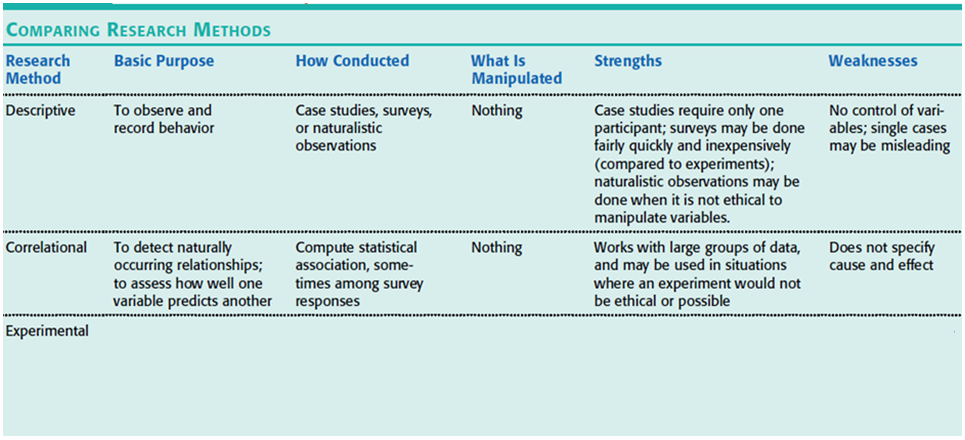 COMPARING RESEARCH METHODS
Research Method Basic Purpose How Conducted What Is Manipulated Strengths Weaknesses
Descriptive
To observe and
record behavior
Case studies, surveys,
or naturalistic
observations
Nothing
Case studies require only one
participant; surveys may be done
fairly quickly and inexpensively
(compared to experiments);
naturalistic observations may be
done when it is not ethical to
manipulate variables.
No control of vari-
ables; single cases
may be misleading
Correlational
To detect naturally
occurring relationships;
to assess how well one
variable predicts another
Compute statistical
association, some-
times among survey
responses
Nothing
Works with large groups of data,
and may be used in situations
where an experiment would not
be ethical or possible
Does not specify
cause and effect
Experimental